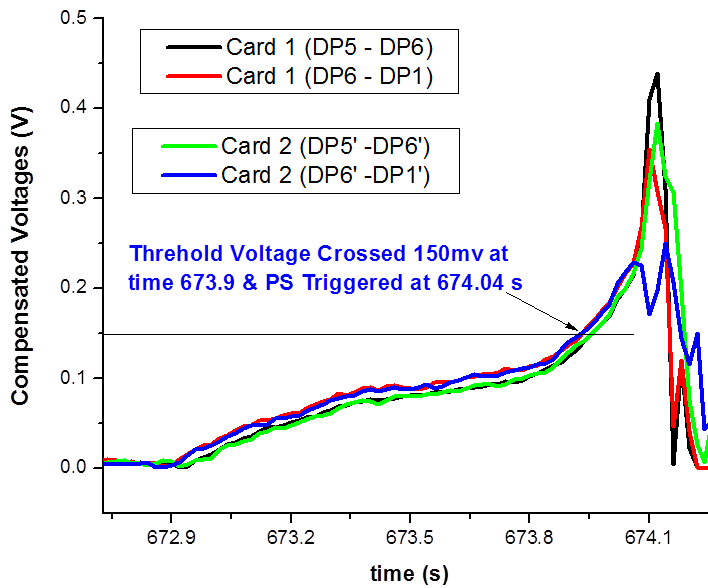 0.5
0.4
0.3
0.2
0.1
0.0
Compensated Voltages (V)
Card 1 (DP5 - DP6)
Card 1 (DP6 - DP1)
Card 2 (DP5' -DP6')
Card 2 (DP6' -DP1')
Threhold Voltage Crossed 150mv at
time 673.9 & PS Triggered at 674.04 s
672.9 673.2 673.5 673.8 674.1
time (s)